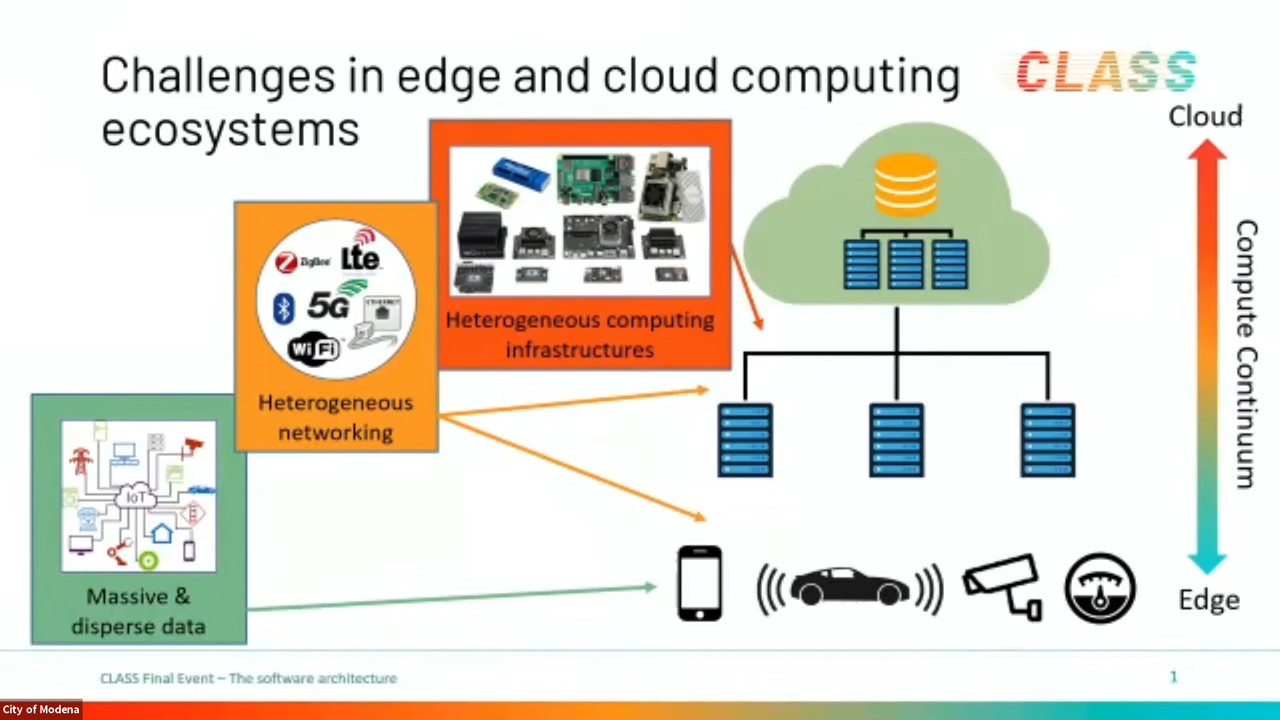 Challenges in edge and cloud computing
ecosystems
CLASS
Cloud
Compute Continuum
Edge
Heterogeneous computing
infrastructures
ZigBee
Lte
5G
ETHERNET
Wi Fi
Heterogeneous
networking
IoT
Massive &
disperse data
CLASS Final Event – The software architecture
1
City of Modena